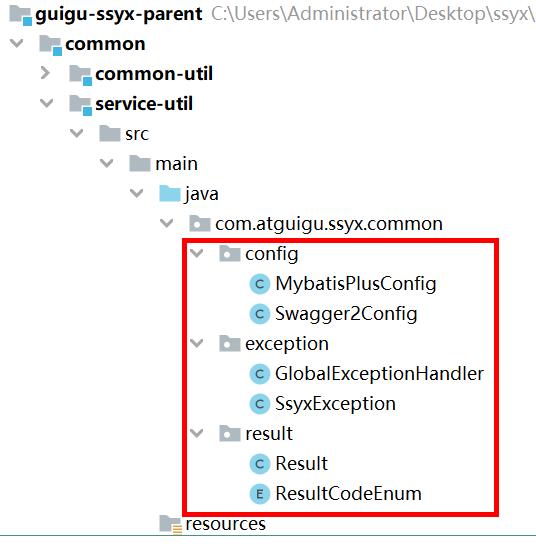 guigu-ssyx-parent C:\Users\Administrator\Desktop\ssyx\
common
common-util
service-util
src
main
java
com.atguigu.ssyx.common
config
C MybatisPlusConfig
C Swagger2Config
exception
C GlobalExceptionHandler
C SsyxException
result
C Result
E ResultCodeEnum
resources